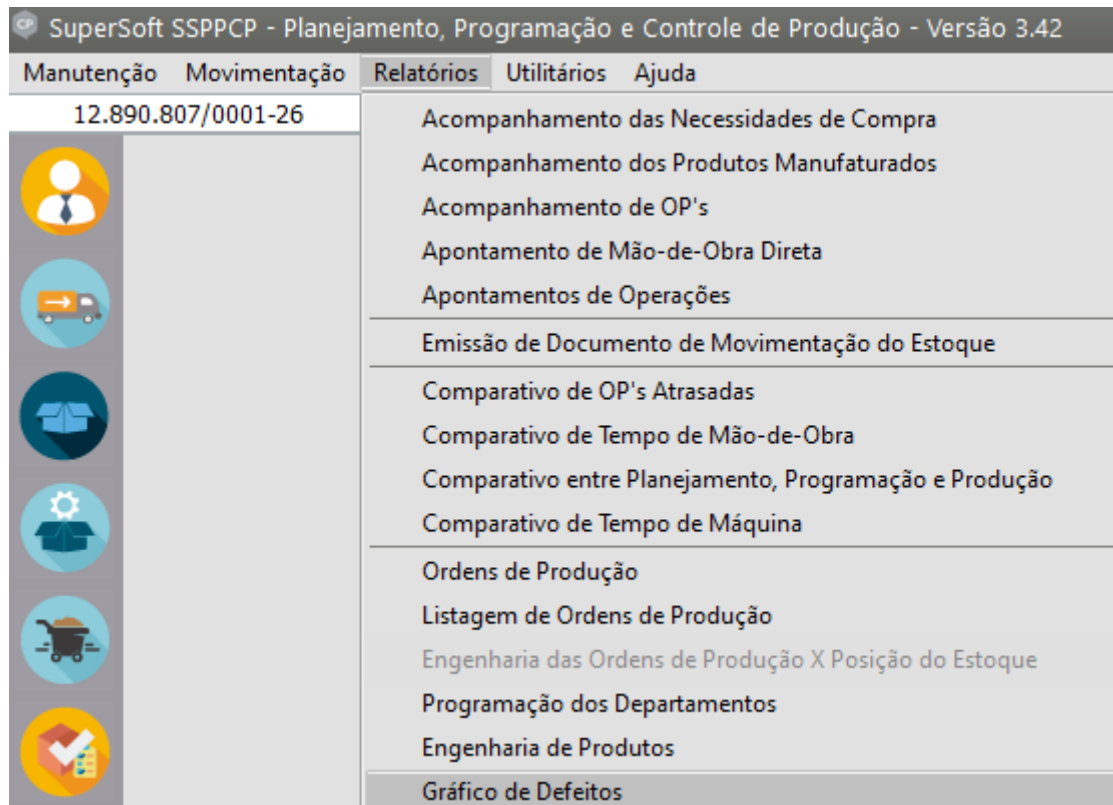 CP SuperSoft SSPPCP - Planejamento, Programação e Controle de Produção - Versão 3.42
Manutenção Movimentação Relatórios Utilitários Ajuda
12.890.807/0001-26
Acompanhamento das Necessidades de Compra
Acompanhamento dos Produtos Manufaturados
Acompanhamento de OP's
Apontamento de Mão-de-Obra Direta
Apontamentos de Operações
Emissão de Documento de Movimentação do Estoque
Comparativo de OP's Atrasadas
Comparativo de Tempo de Mão-de-Obra
Comparativo entre Planejamento, Programação e Produção
Comparativo de Tempo de Máquina
Ordens de Produção
Listagem de Ordens de Produção
Engenharia das Ordens de Produção X Posição do Estoque
Programação dos Departamentos
Engenharia de Produtos
Gráfico de Defeitos